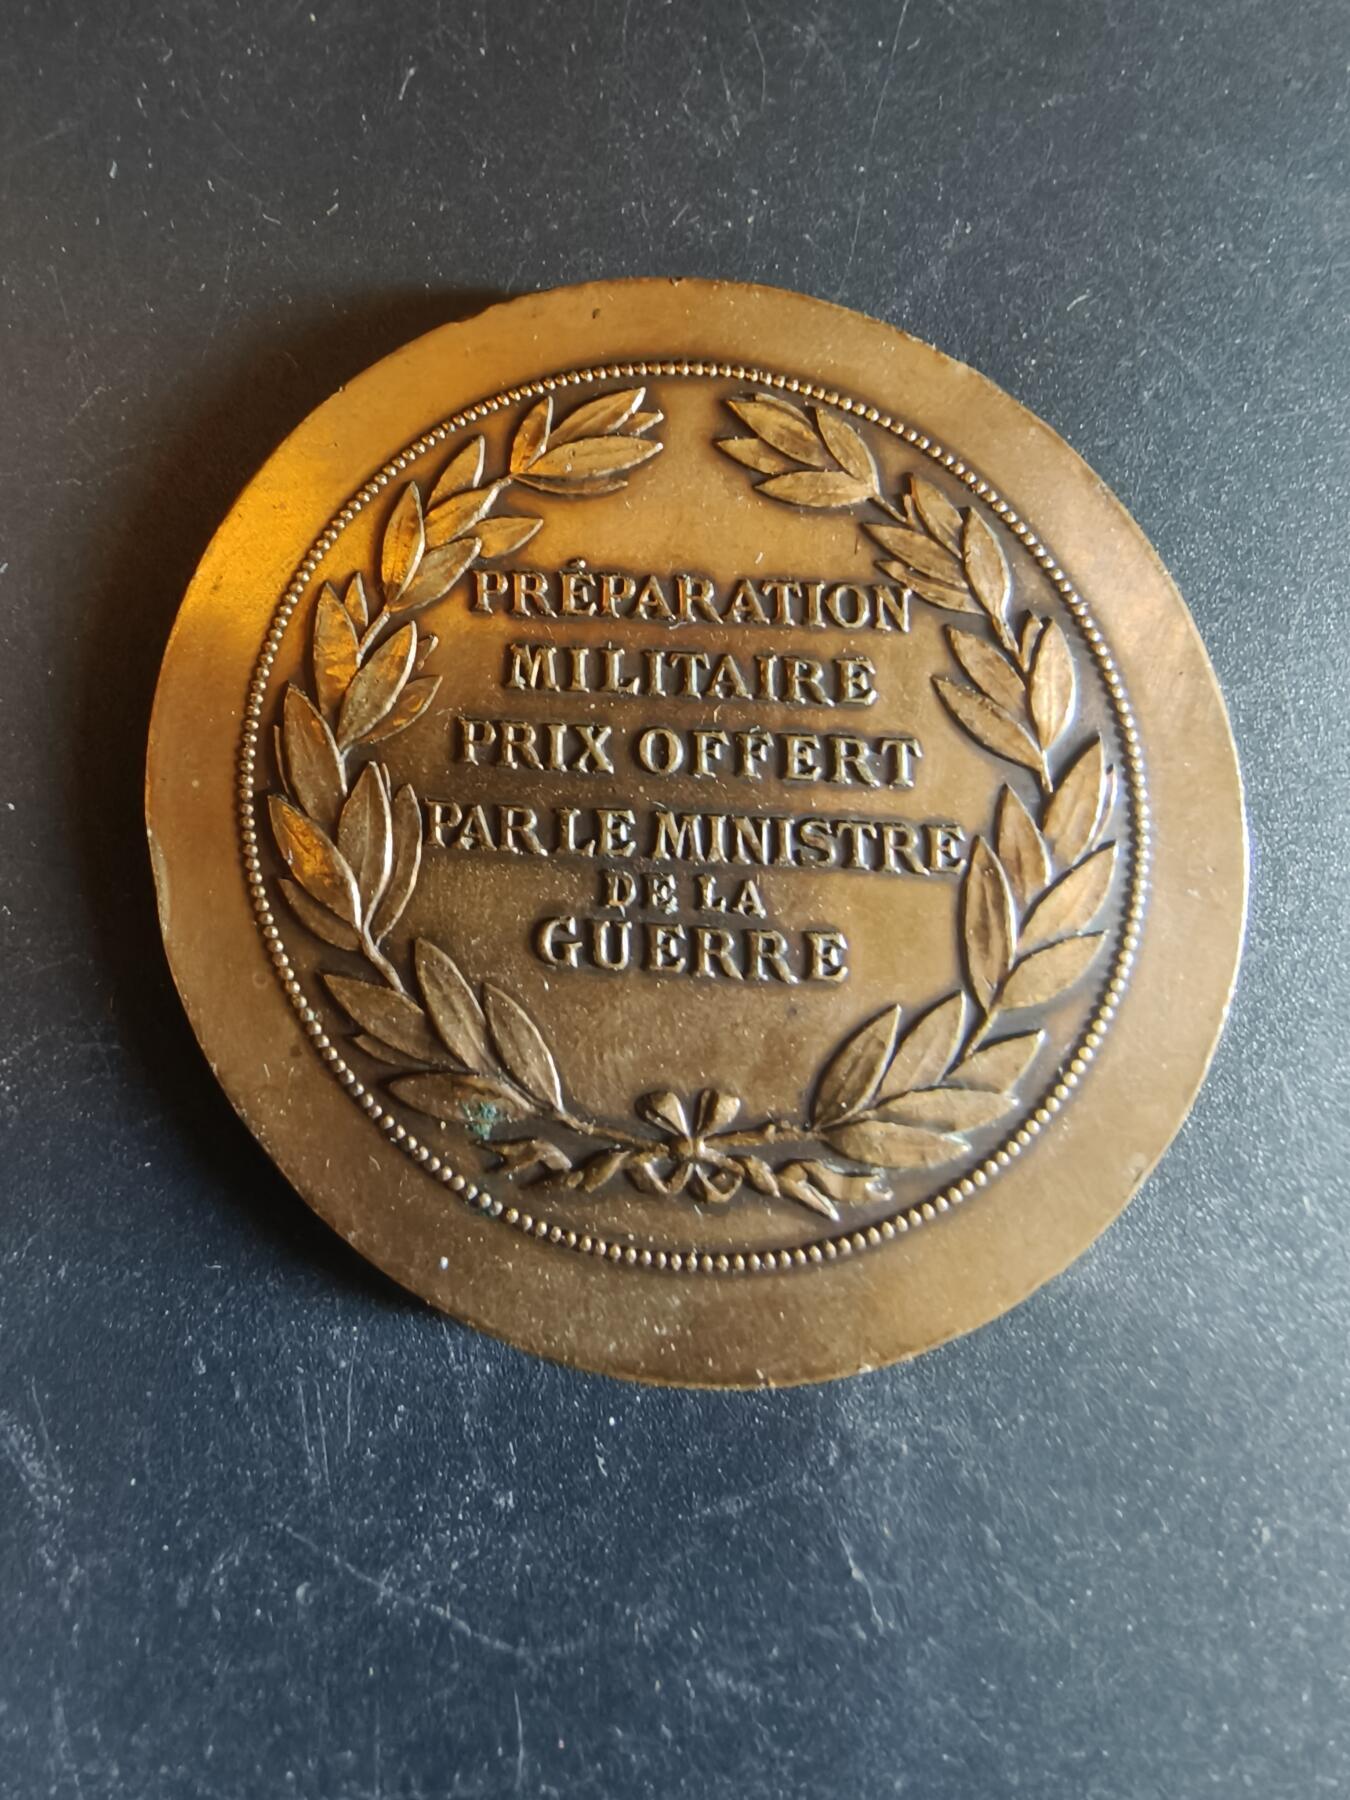 PRÉPARATION
MILITAIRE
PRIX OFFERT
PAR LE MINISTRE
DE LA
GUERRE